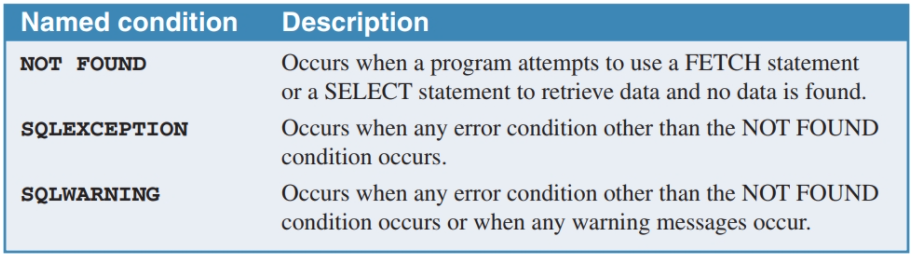 Named condition Description
NOT FOUND Occurs when a program attempts to use a FETCH statement
or a SELECT statement to retrieve data and no data is found.
SQLEXCEPTION Occurs when any error condition other than the NOT FOUND
condition occurs.
SQLWARNING Occurs when any error condition other than the NOT FOUND
condition occurs or when any warning messages occur.